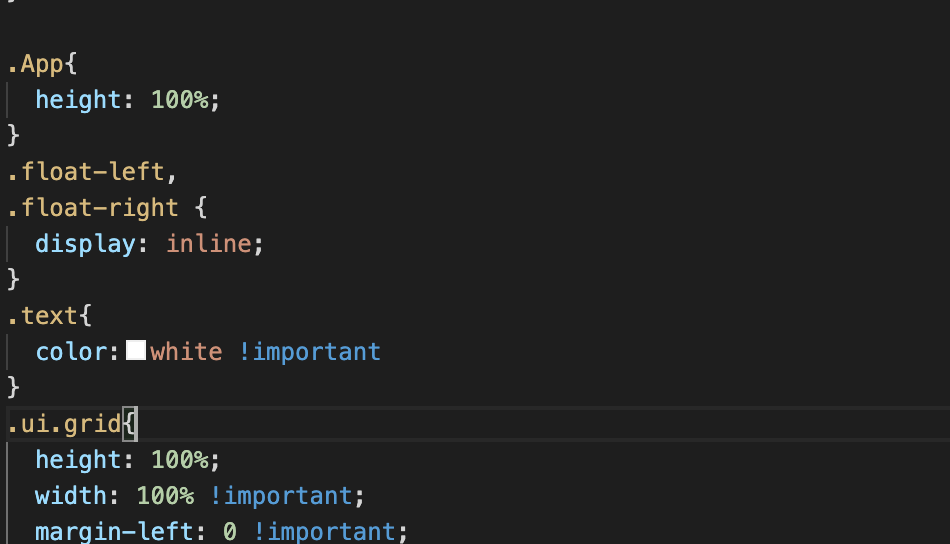 .App{
  height: 100%;
}
.float-left,
.float-right {
  display: inline;
}
.text{
  color:white !important
}
.ui.grid{
  height: 100%;
  width: 100% !important;
  margin-left: 0 !important;